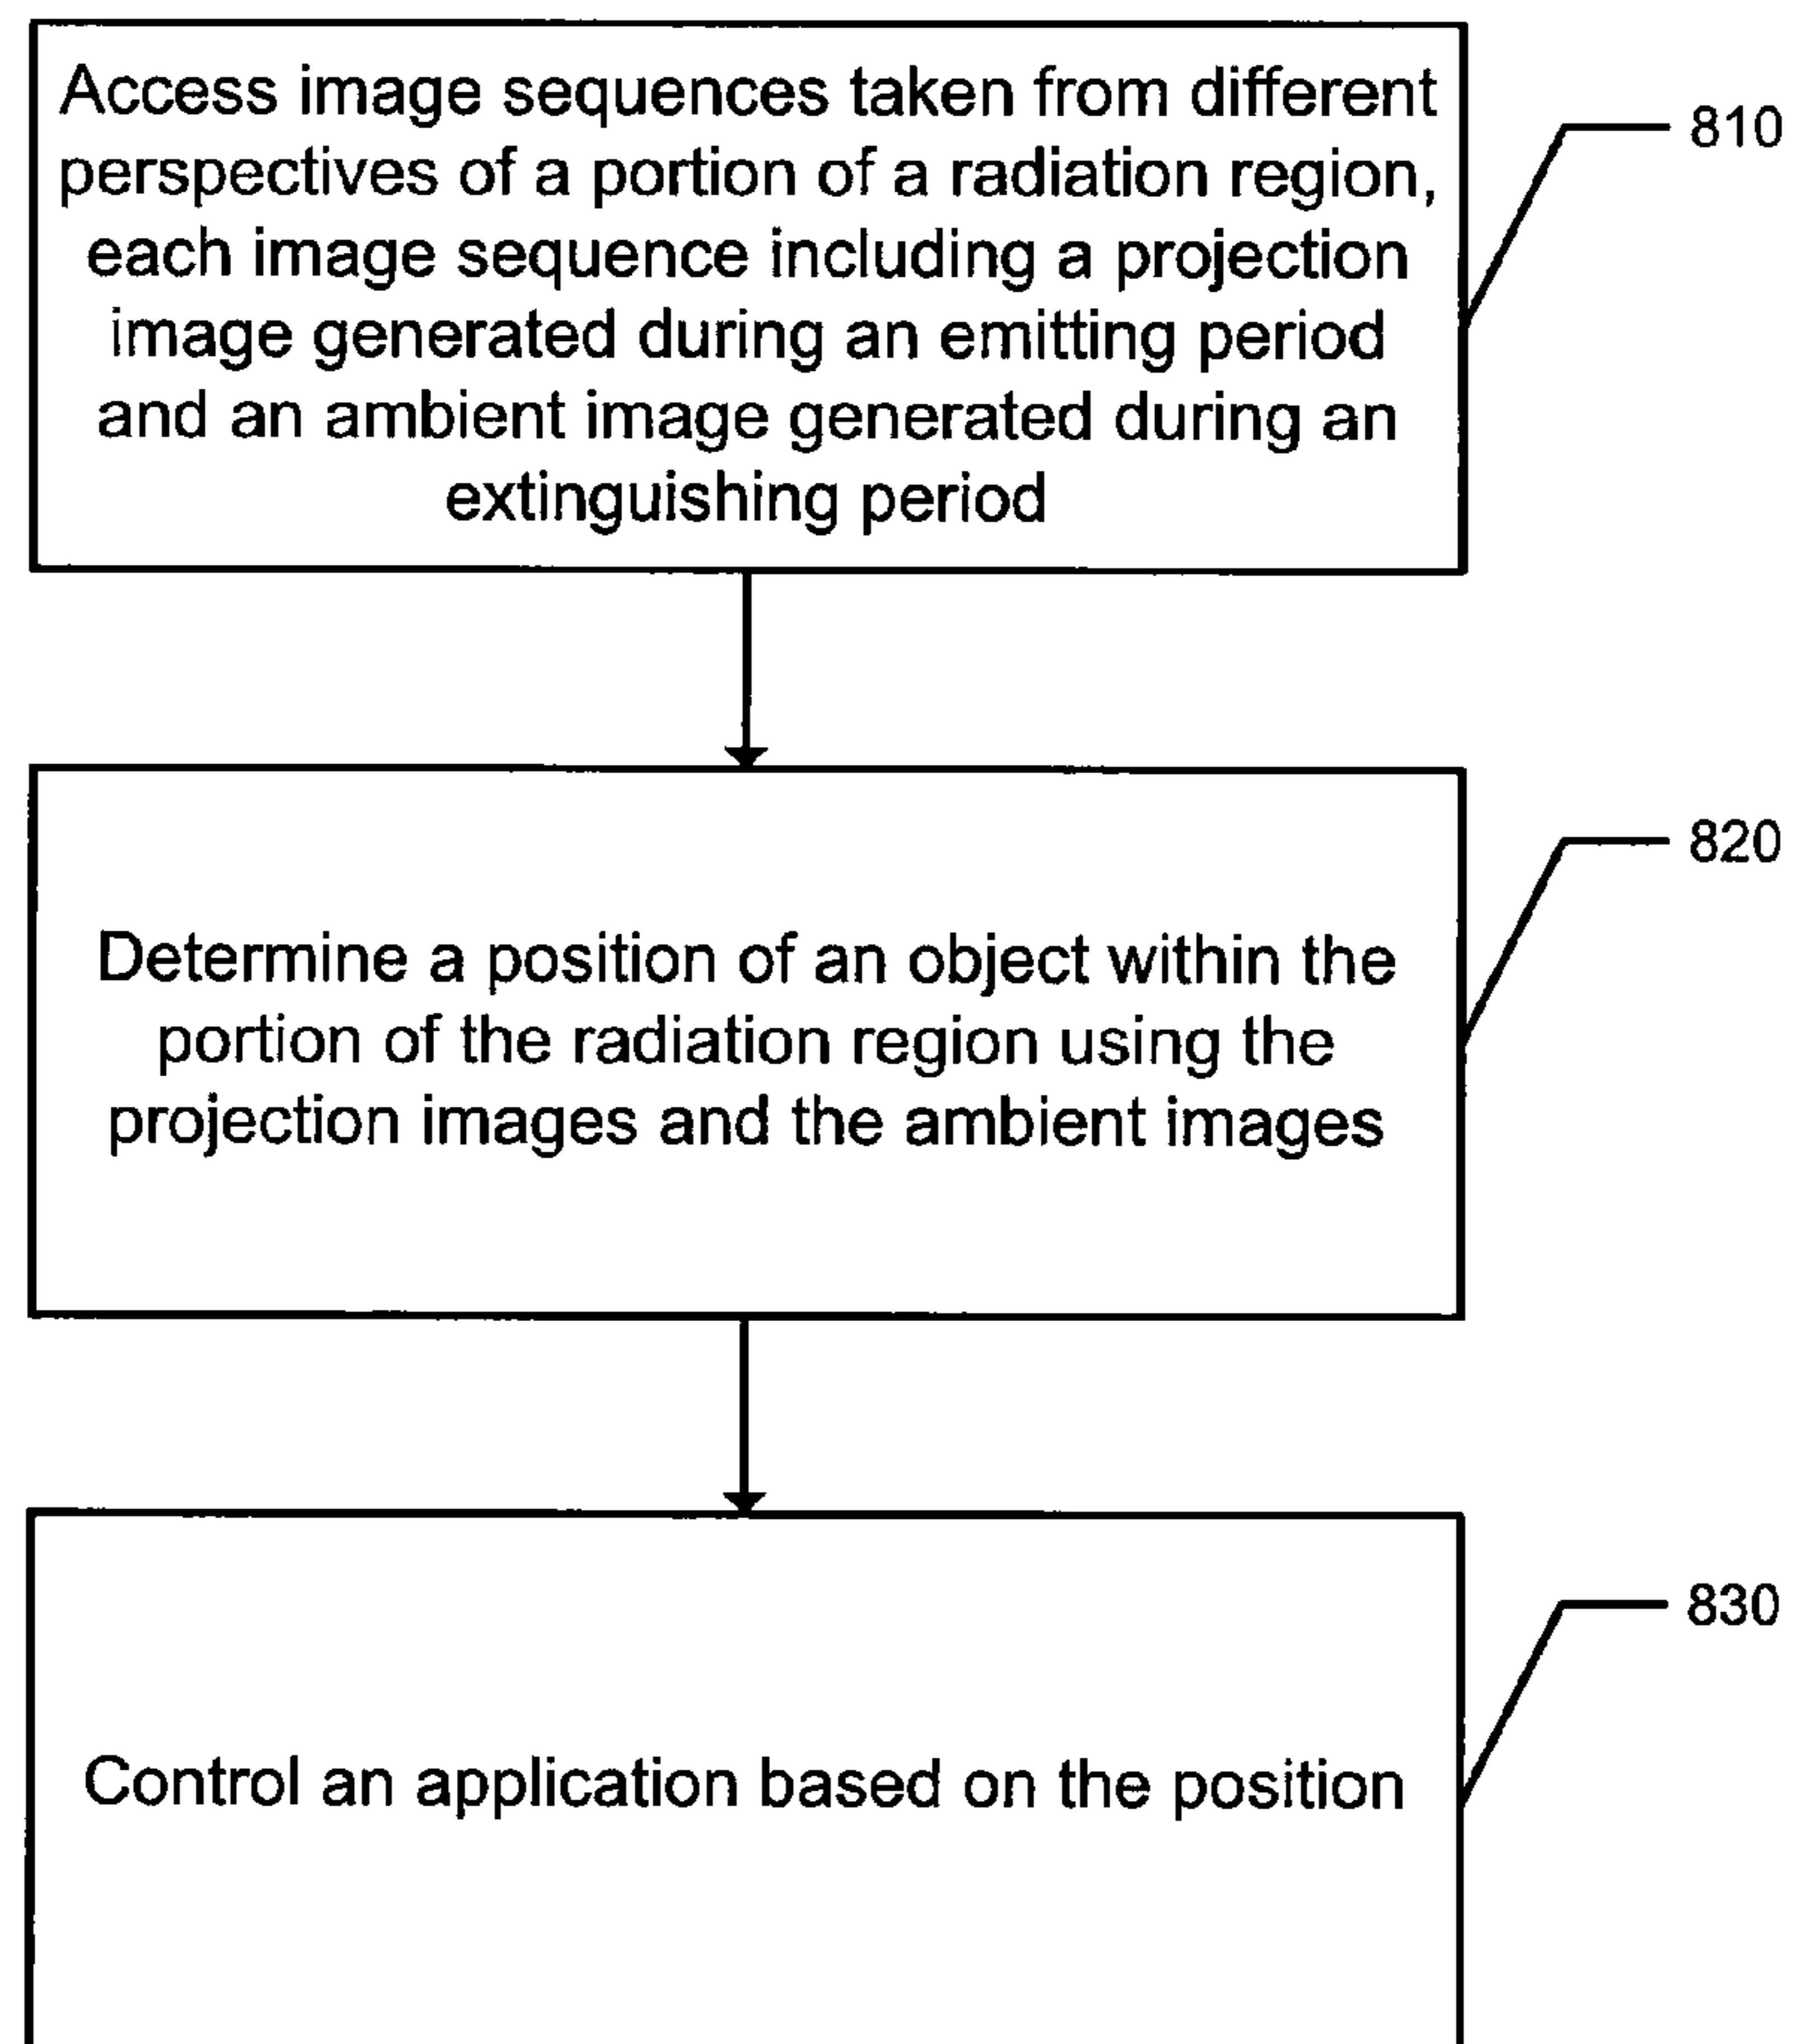 Access image sequences taken from different
perspectives of a portion of a radiation region,
each image sequence including a projection
image generated during an emitting period
and an ambient image generated during an
extinguishing period
810
Determine a position of an object within the
portion of the radiation region using the
projection images and the ambient images
820
Control an application based on the position
830